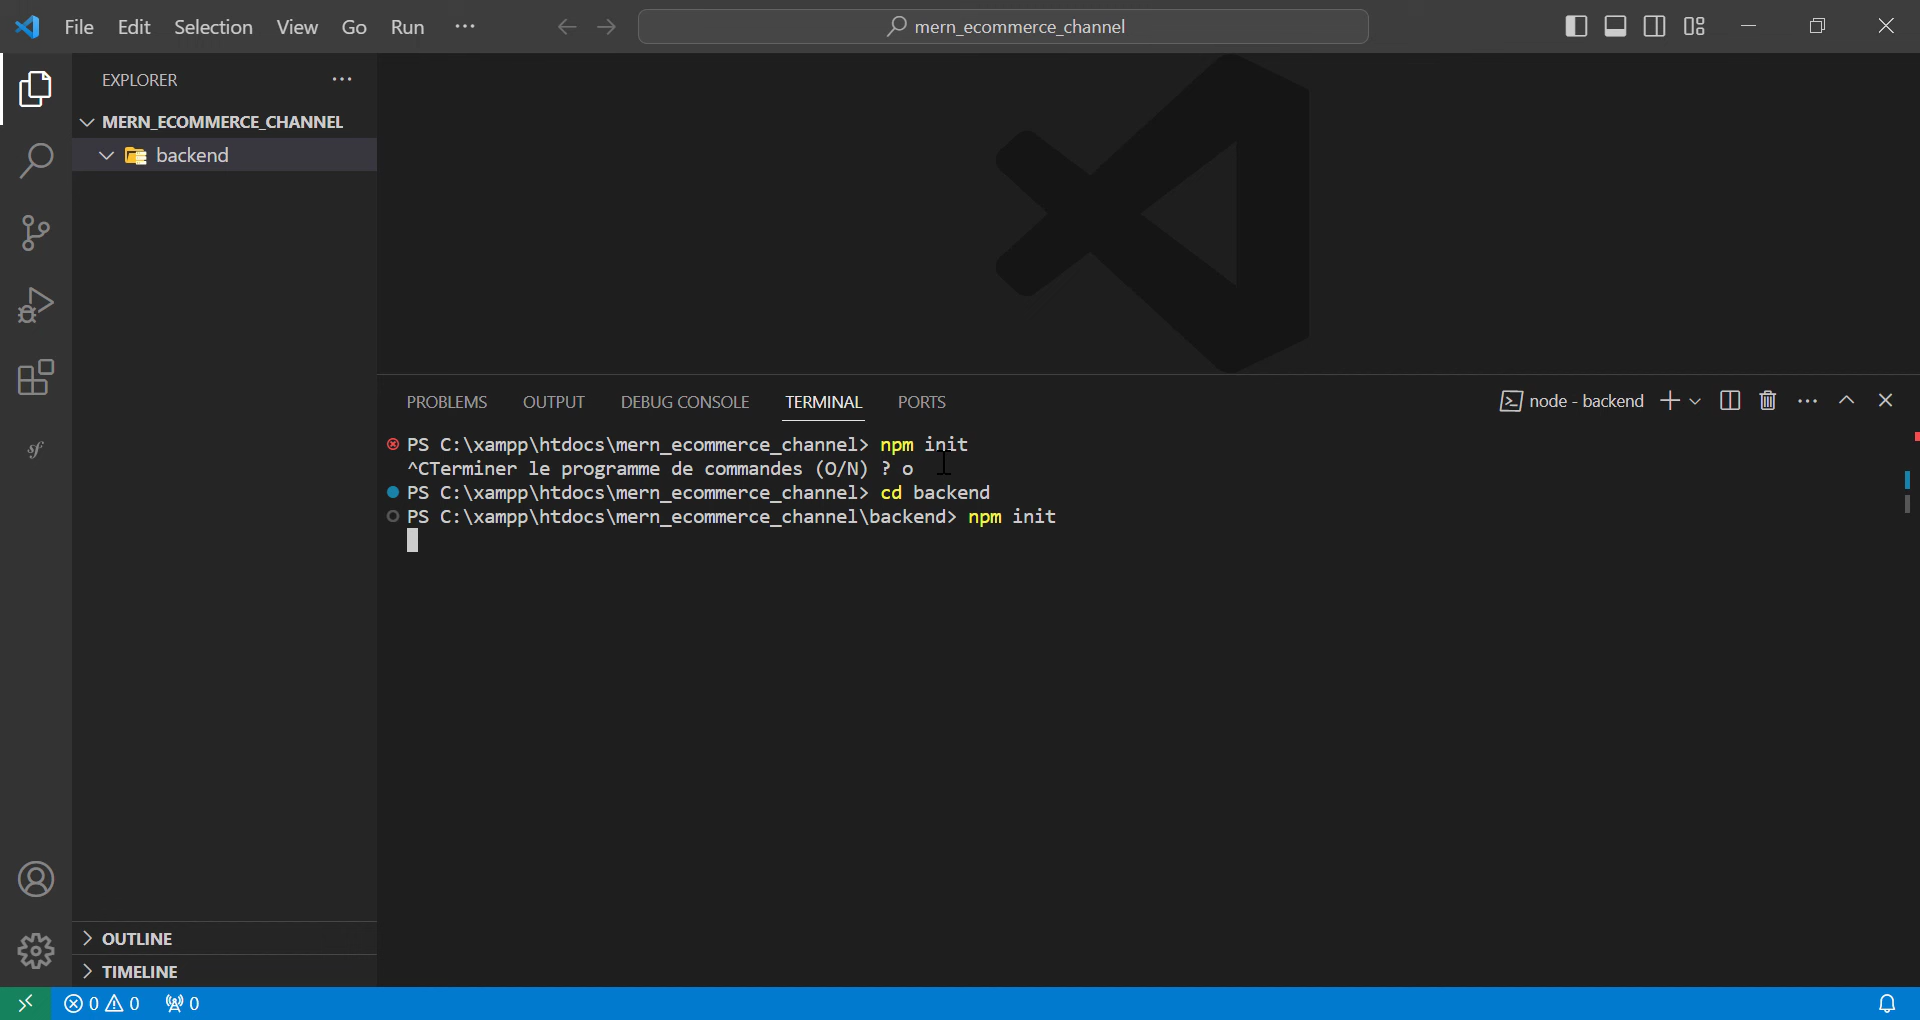 File Edit Selection View Go Run ···
mern_ecommerce_channel
EXPLORER
MERN_ECOMMERCE_CHANNEL
backend
PROBLEMS OUTPUT DEBUG CONSOLE TERMINAL PORTS
node - backend
PS C:\xampp\htdocs\mern_ecommerce_channel> npm init
^CTerminer le programme de commandes (O/N) ? o
PS C:\xampp\htdocs\mern_ecommerce_channel> cd backend
PS C:\xampp\htdocs\mern_ecommerce_channel\backend> npm init
sf
OUTLINE
TIMELINE
0 0 0